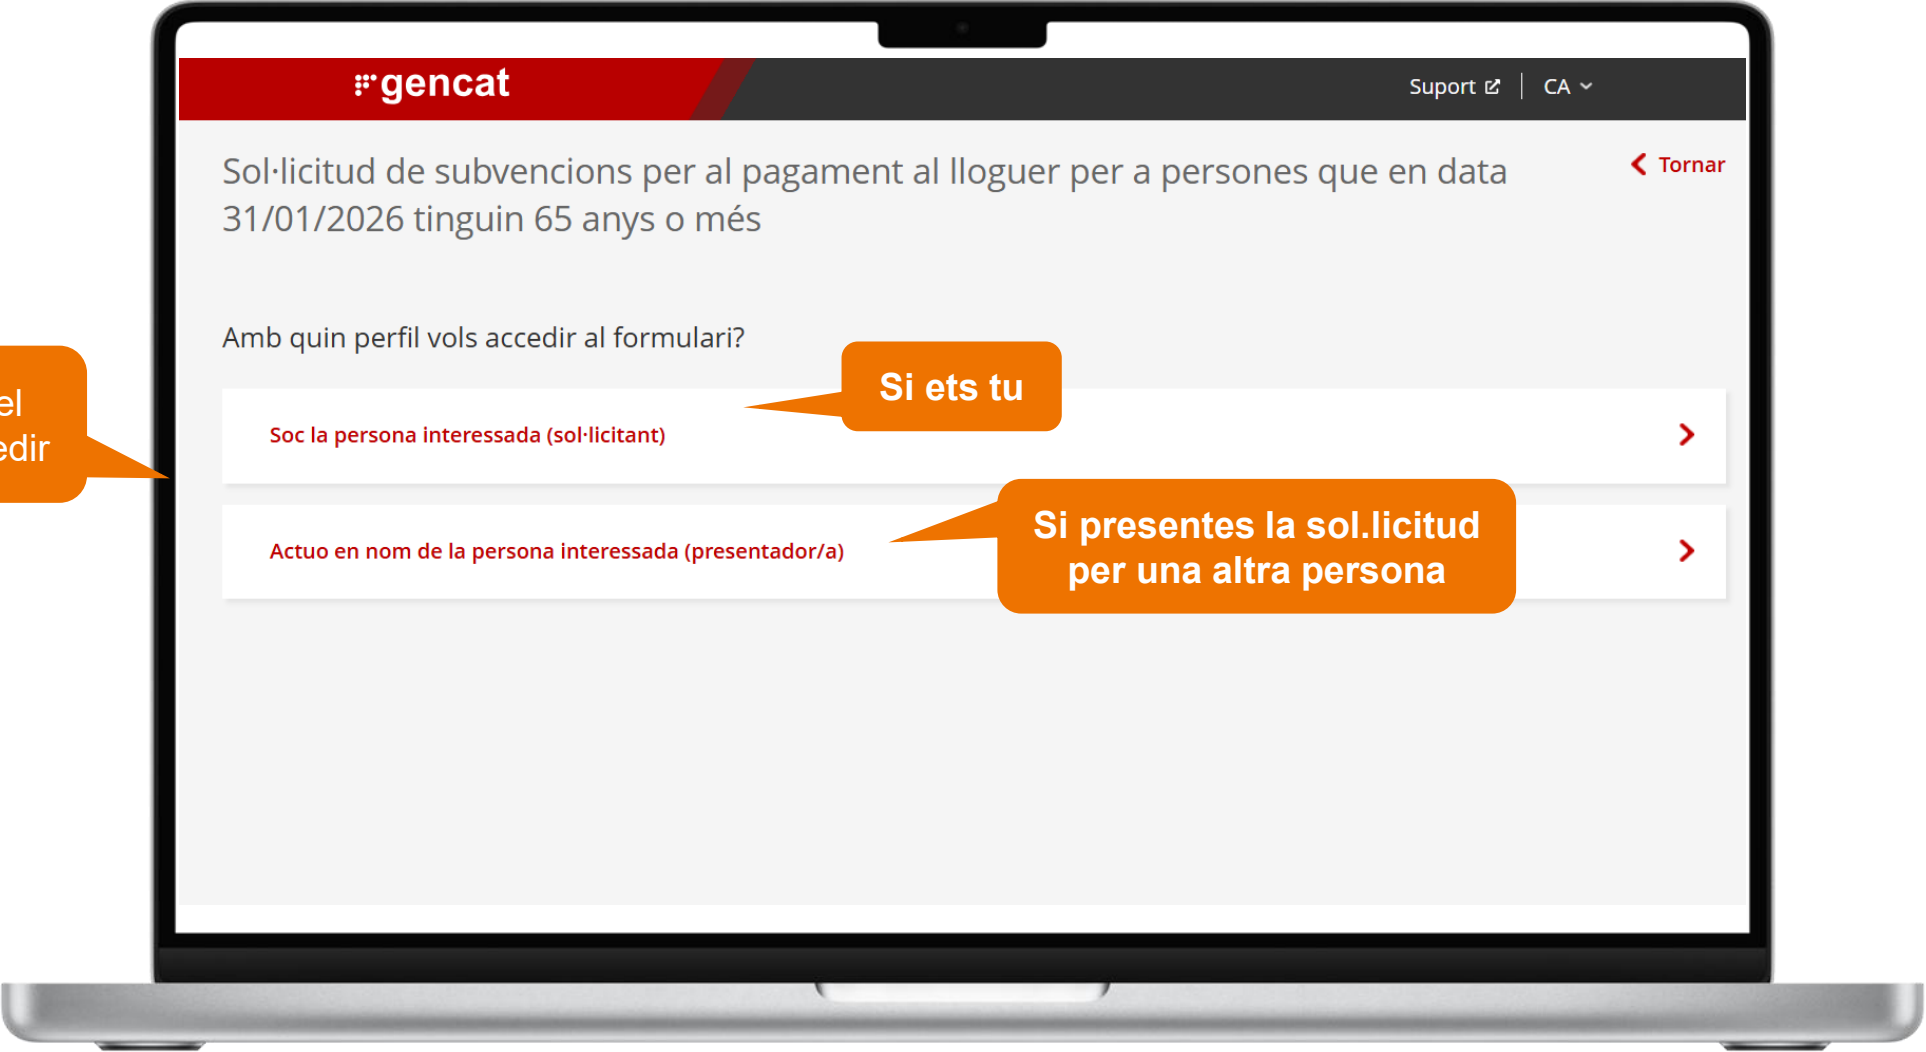 gencat
Suport
CA
Sol·licitud de subvencions per al pagament al lloguer per a persones que en data
31/01/2026 tinguin 65 anys o més
Tornar
Amb quin perfil vols accedir al formulari?
Si ets tu
Soc la persona interessada (sol·licitant)
Si presentes la sol.licitud
per una altra persona
Actuo en nom de la persona interessada (presentador/a)